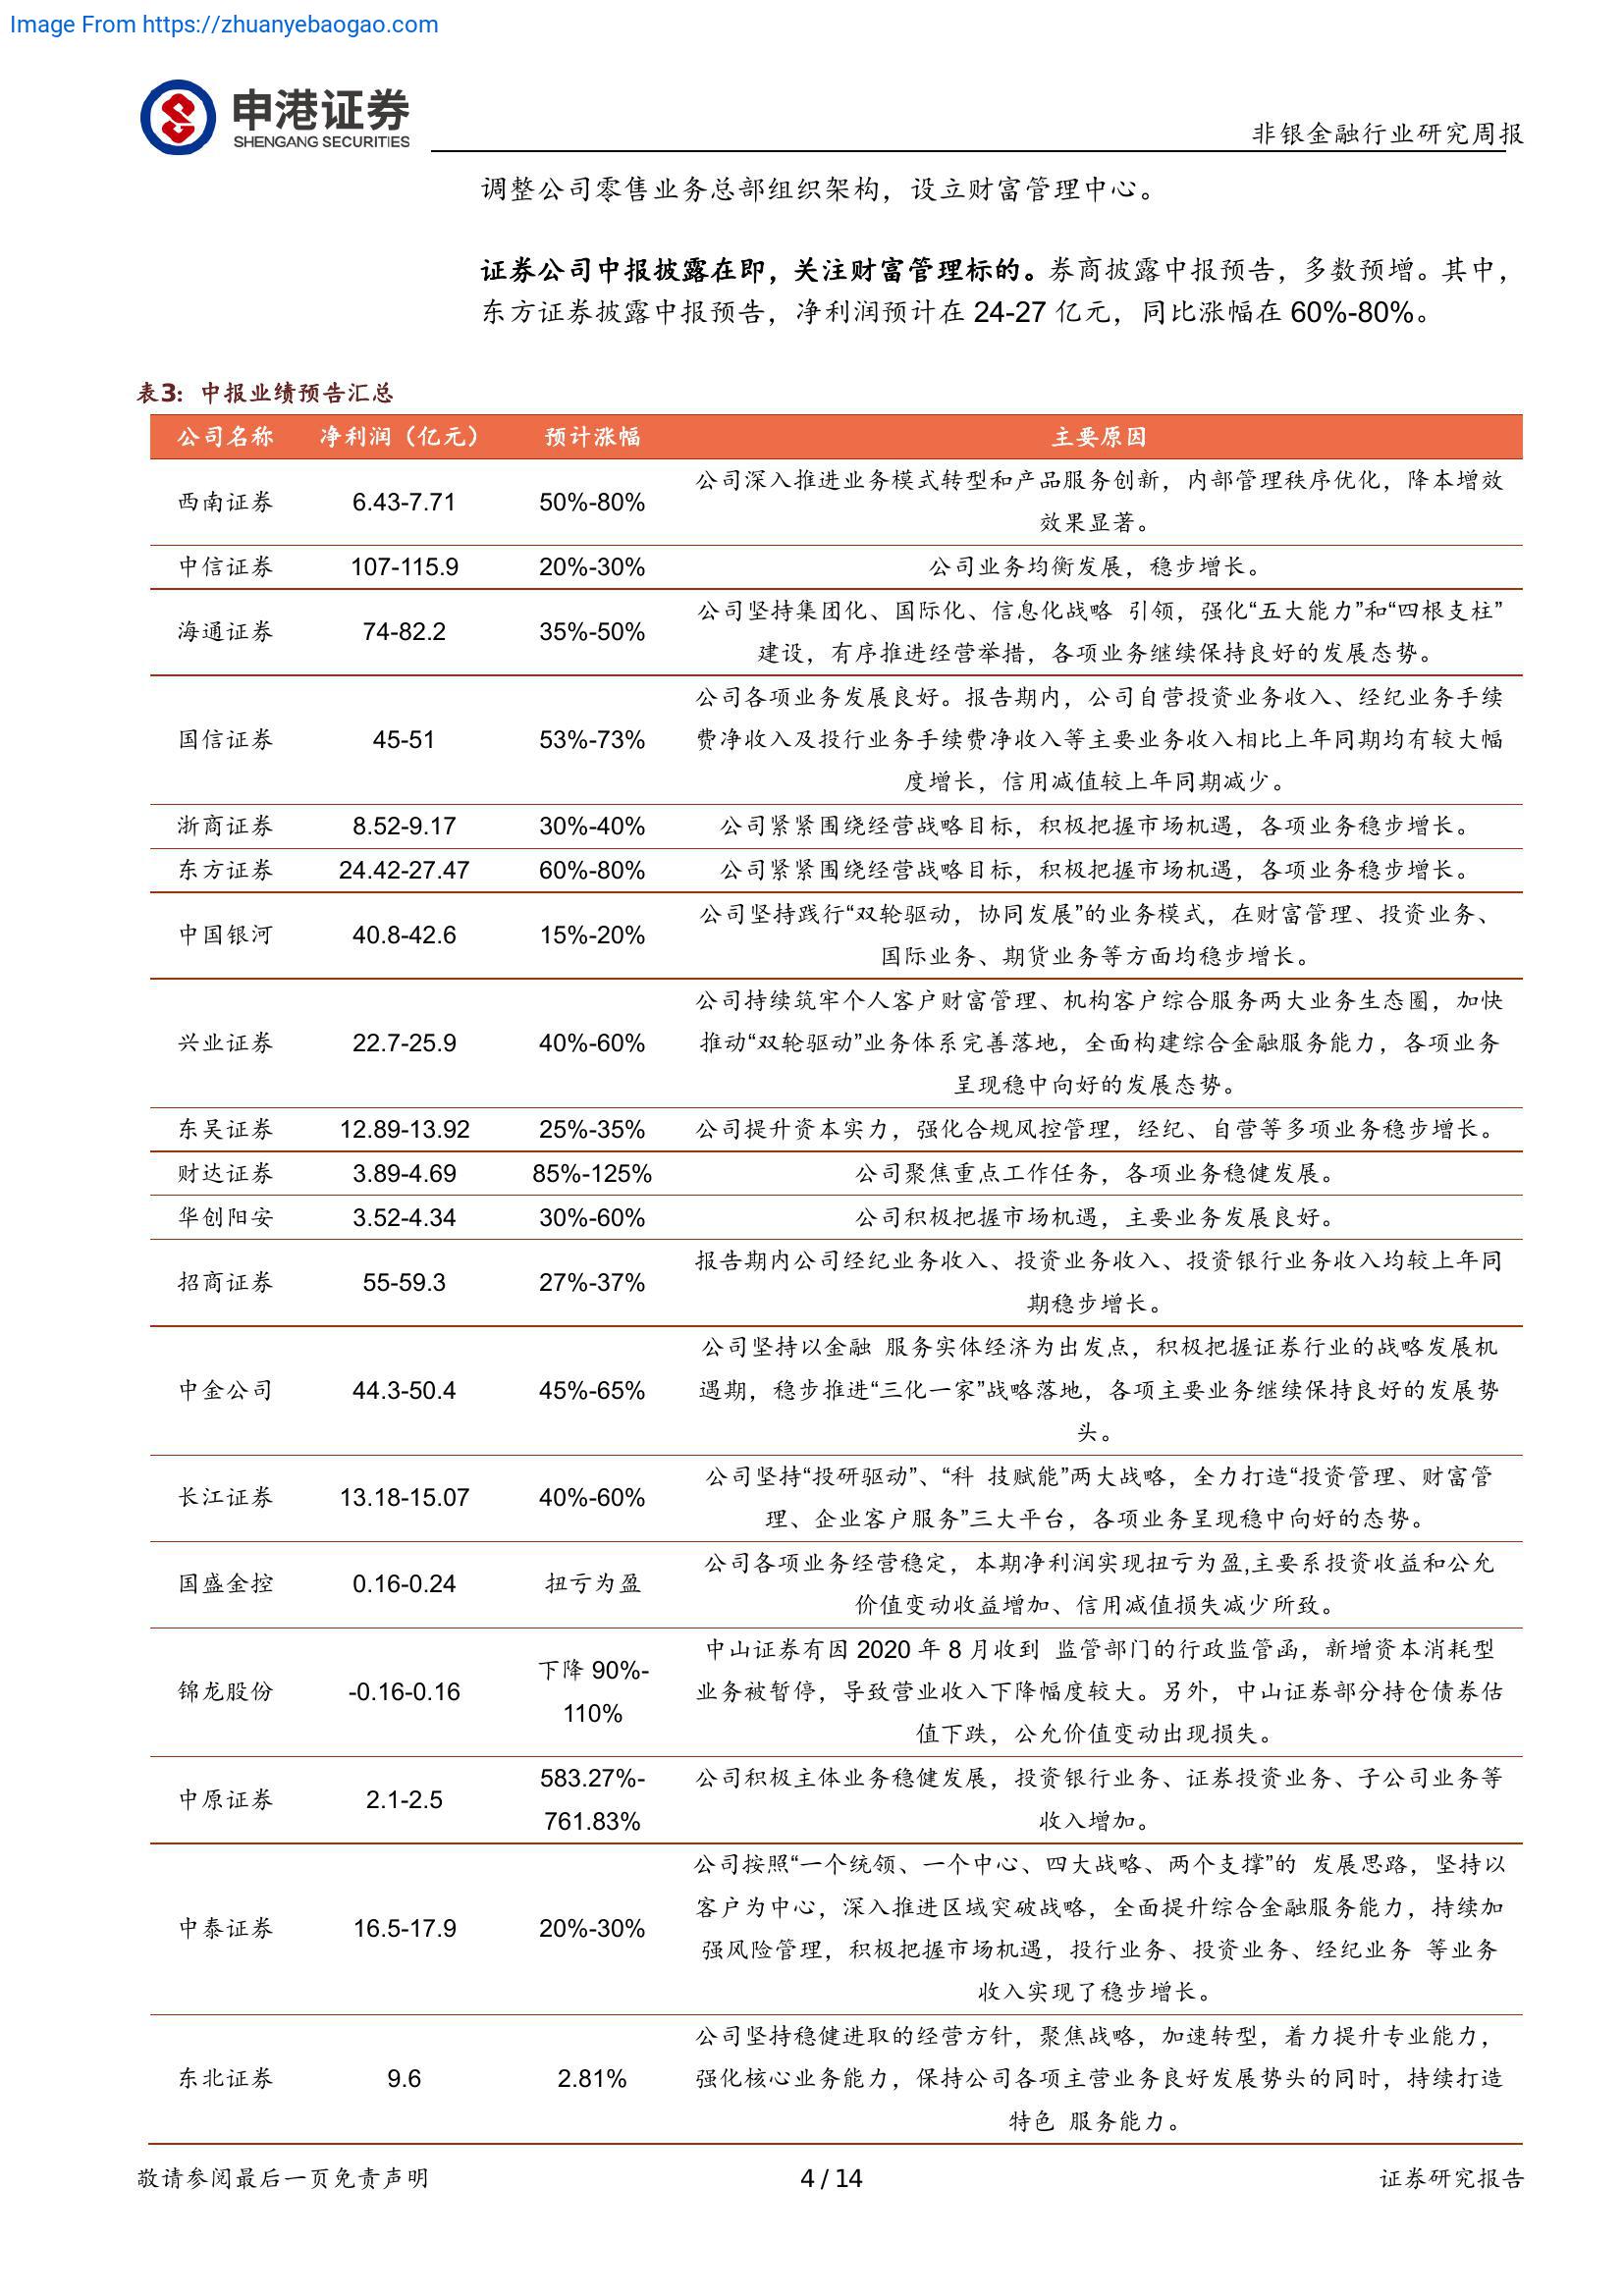 Image From https://zhuanyebaogao.com
申港证券
SHENGANG SECURITIES
非银金融行业研究周报
调整公司零售业务总部组织架构，设立财富管理中心。
证券公司中报披露在即，关注财富管理标的。券商披露中报预告，多数预增。其中，
东方证券披露中报预告，净利润预计在 24-27 亿元，同比涨幅在 60%-80%。
表3：中报业绩预告汇总
公司名称 净利润（亿元） 预计涨幅 主要原因
西南证券 6.43-7.71 50%-80% 公司深入推进业务模式转型和产品服务创新，内部管理秩序优化，降本增效
效果显著。
中信证券 107-115.9 20%-30% 公司业务均衡发展，稳步增长。
海通证券 74-82.2 35%-50% 公司坚持集团化、国际化、信息化战略 引领，强化“五大能力”和“四根支柱”
建设，有序推进经营举措，各项业务继续保持良好的发展态势。
国信证券 45-51 53%-73% 公司各项业务发展良好。报告期内，公司自营投资业务收入、经纪业务手续
费净收入及投行业务手续费净收入等主要业务收入相比上年同期均有较大幅
度增长，信用减值较上年同期减少。
浙商证券 8.52-9.17 30%-40% 公司紧紧围绕经营战略目标，积极把握市场机遇，各项业务稳步增长。
东方证券 24.42-27.47 60%-80% 公司紧紧围绕经营战略目标，积极把握市场机遇，各项业务稳步增长。
中国银河 40.8-42.6 15%-20% 公司坚持践行“双轮驱动，协同发展”的业务模式，在财富管理、投资业务、
国际业务、期货业务等方面均稳步增长。
兴业证券 22.7-25.9 40%-60% 公司持续筑牢个人客户财富管理、机构客户综合服务两大业务生态圈，加快
推动“双轮驱动”业务体系完善落地，全面构建综合金融服务能力，各项业务
呈现稳中向好的发展态势。
东吴证券 12.89-13.92 25%-35% 公司提升资本实力，强化合规风控管理，经纪、自营等多项业务稳步增长。
财达证券 3.89-4.69 85%-125% 公司聚焦重点工作任务，各项业务稳健发展。
华创阳安 3.52-4.34 30%-60% 公司积极把握市场机遇，主要业务发展良好。
招商证券 55-59.3 27%-37% 报告期内公司经纪业务收入、投资业务收入、投资银行业务收入均较上年同
期稳步增长。
中金公司 44.3-50.4 45%-65% 公司坚持以金融 服务实体经济为出发点，积极把握证券行业的战略发展机
遇期，稳步推进“三化一家”战略落地，各项主要业务继续保持良好的发展势
头。
长江证券 13.18-15.07 40%-60% 公司坚持“投研驱动”、“科 技赋能”两大战略，全力打造“投资管理、财富管
理、企业客户服务”三大平台，各项业务呈现稳中向好的态势。
国盛金控 0.16-0.24 扭亏为盈 公司各项业务经营稳定，本期净利润实现扭亏为盈,主要系投资收益和公允
价值变动收益增加、信用减值损失减少所致。
锦龙股份 -0.16-0.16 下降 90%-110% 中山证券有因 2020 年 8 月收到 监管部门的行政监管函，新增资本消耗型
业务被暂停，导致营业收入下降幅度较大。另外，中山证券部分持仓债券估
值下跌，公允价值变动出现损失。
中原证券 2.1-2.5 583.27%-761.83% 公司积极主体业务稳健发展，投资银行业务、证券投资业务、子公司业务等
收入增加。
中泰证券 16.5-17.9 20%-30% 公司按照“一个统领、一个中心、四大战略、两个支撑”的 发展思路，坚持以
客户为中心，深入推进区域突破战略，全面提升综合金融服务能力，持续加
强风险管理，积极把握市场机遇，投行业务、投资业务、经纪业务 等业务
收入实现了稳步增长。
东北证券 9.6 2.81% 公司坚持稳健进取的经营方针，聚焦战略，加速转型，着力提升专业能力，
强化核心业务能力，保持公司各项主营业务良好发展势头的同时，持续打造
特色 服务能力。
敬请参阅最后一页免责声明 4 / 14 证券研究报告